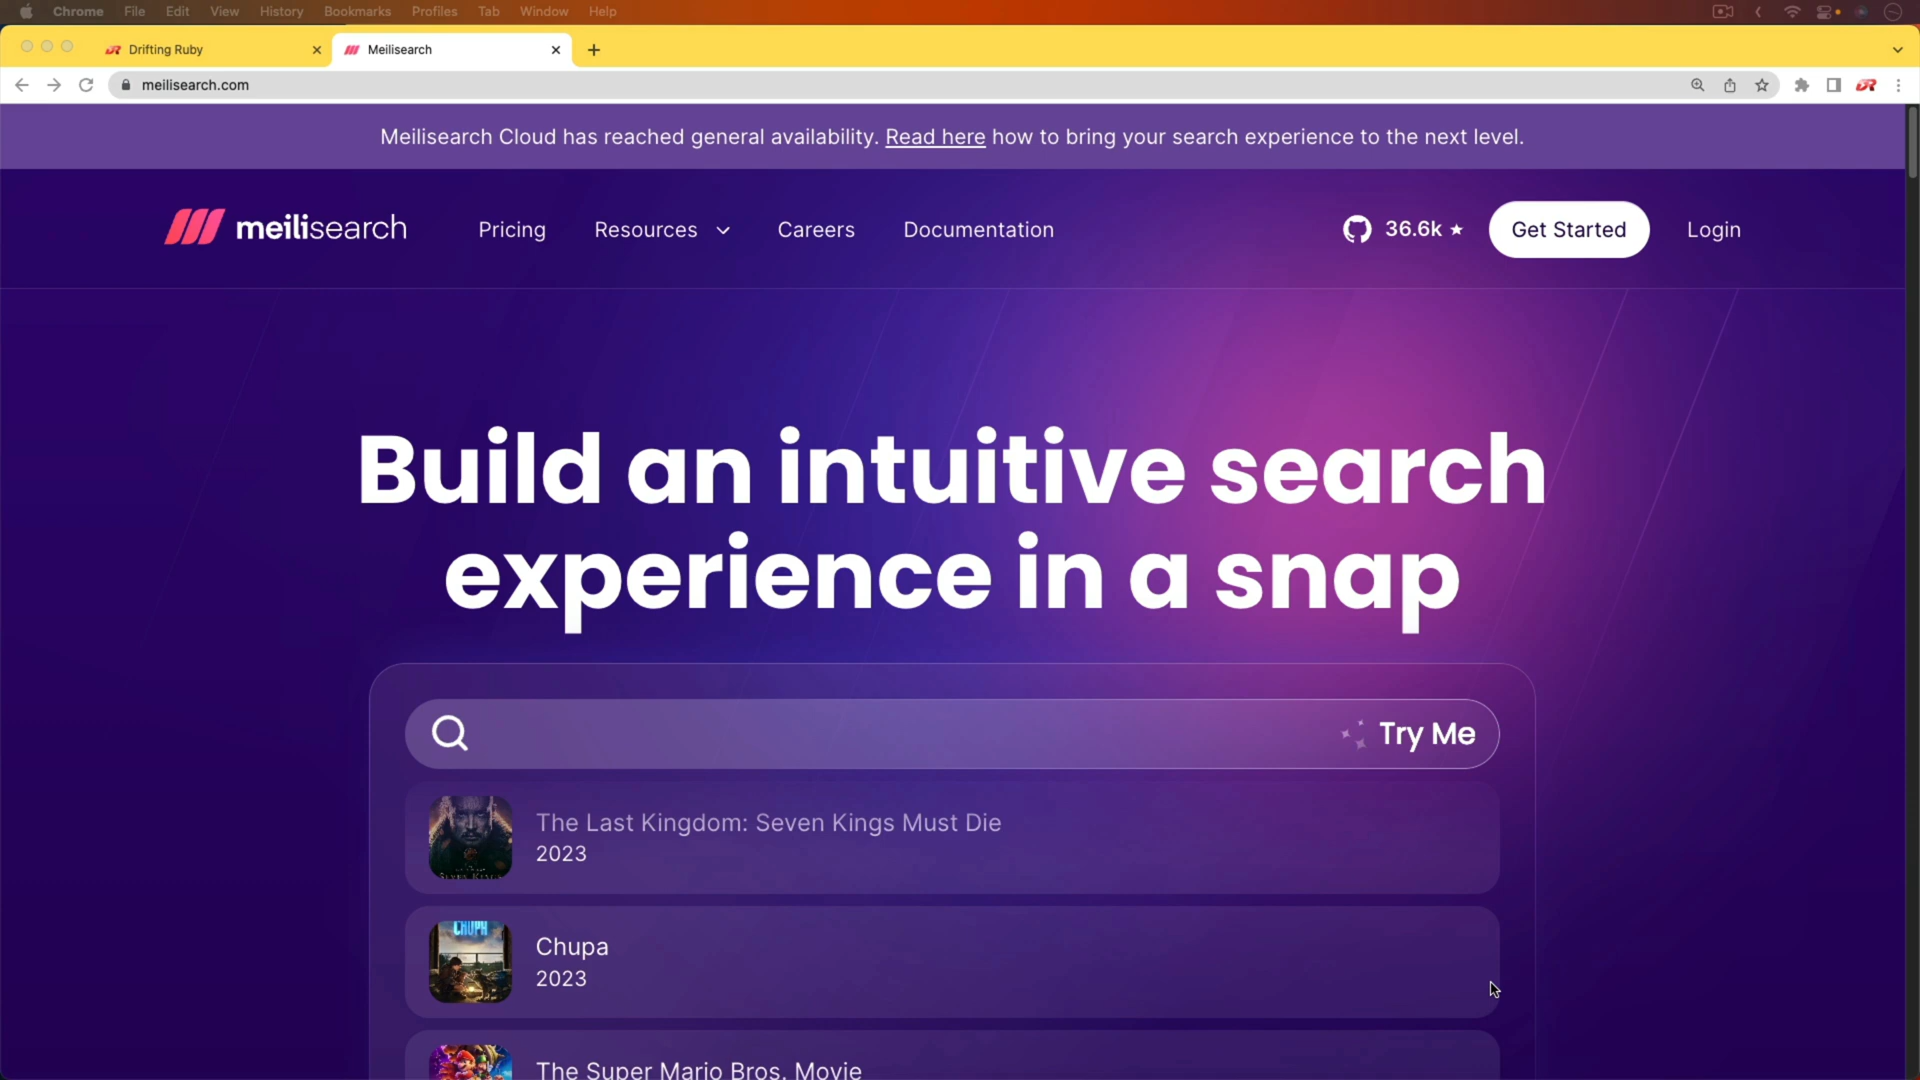 Chrome File Edit View History Bookmarks Profiles Tab Window Help
Drifting Ruby
Meilisearch
meilisearch.com
Meilisearch Cloud has reached general availability. Read here how to bring your search experience to the next level.
meilisearch
Pricing
Resources
Careers
Documentation
36.6k
Get Started
Login
Build an intuitive search
experience in a snap
Try Me
The Last Kingdom: Seven Kings Must Die
2023
CHUPA
Chupa
2023
The Super Mario Bros. Movie